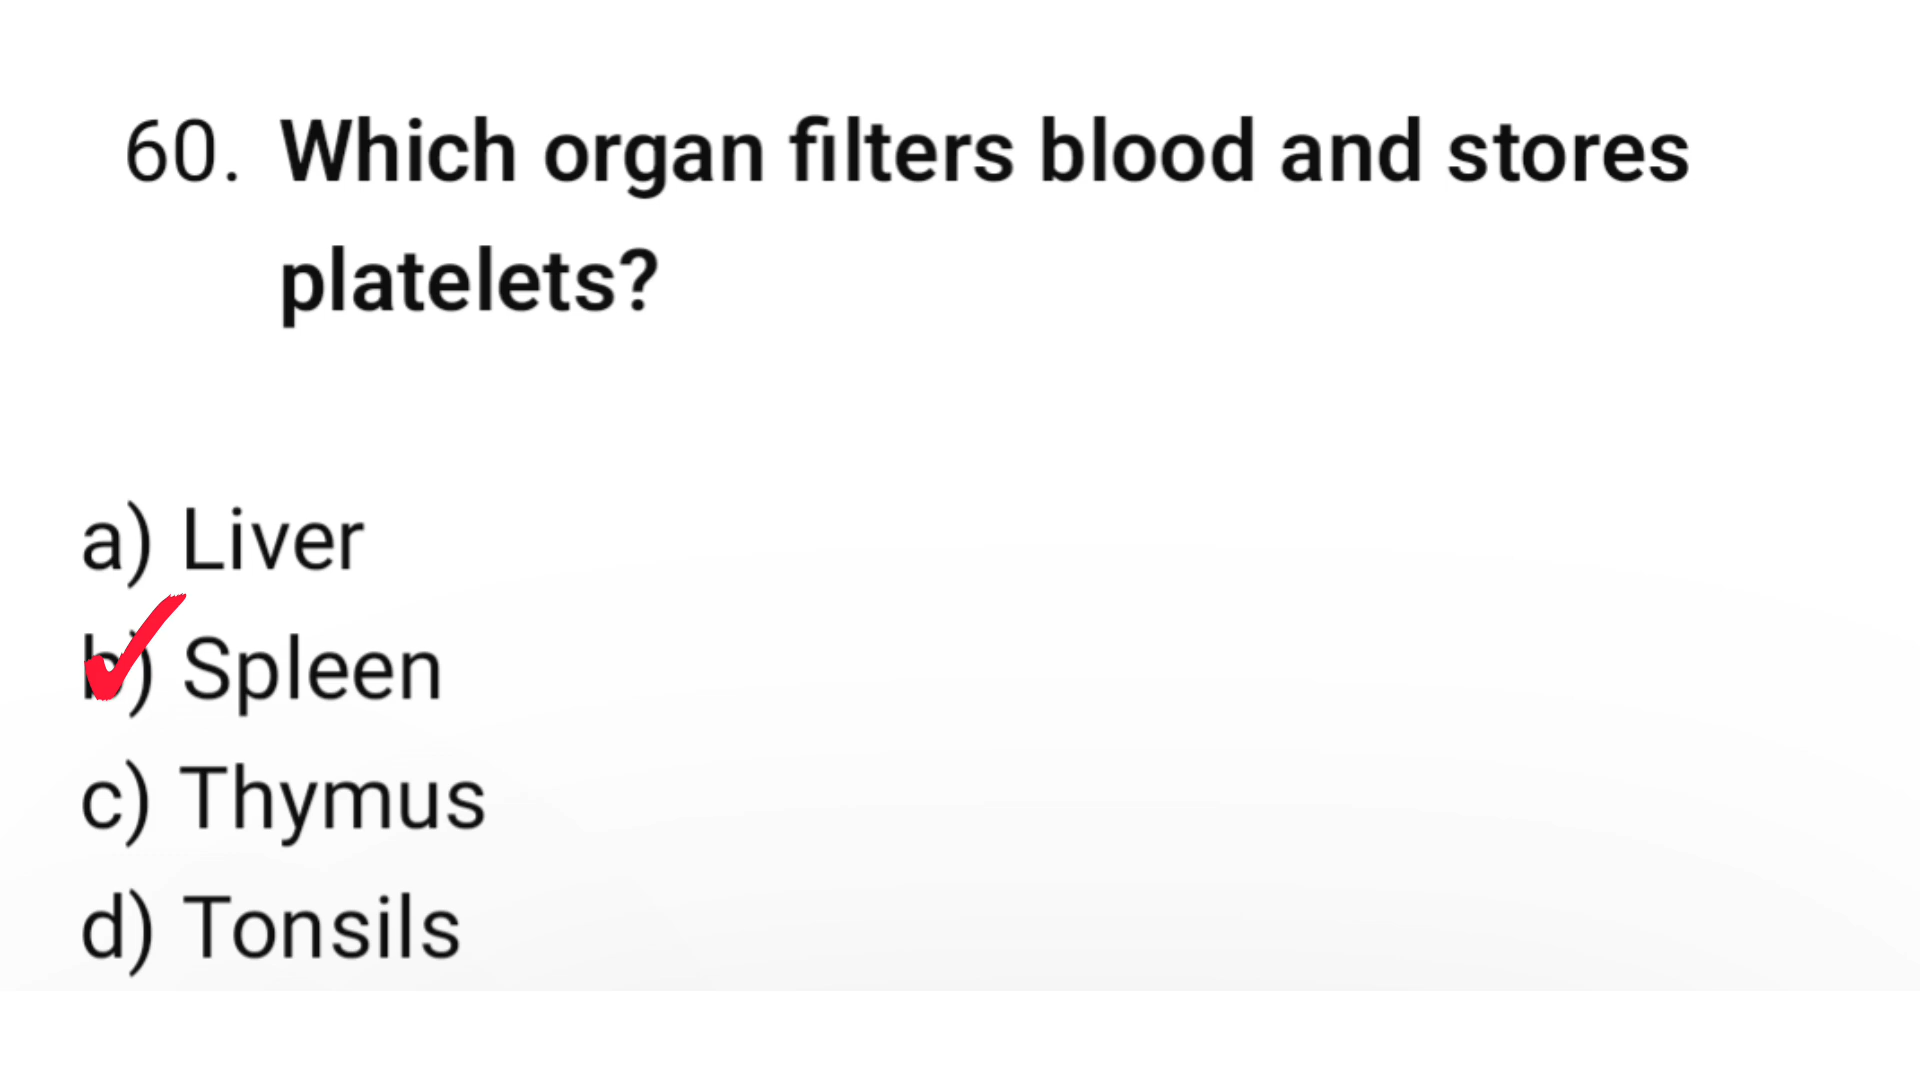 60. Which organ filters blood and stores
platelets?
a) Liver
b) Spleen
c) Thymus
d) Tonsils